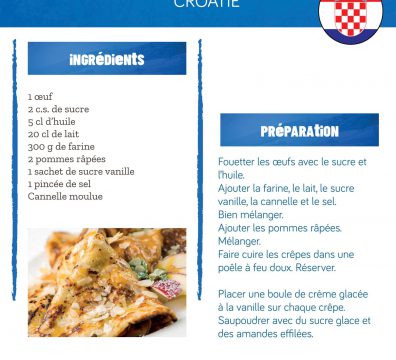 CROATIE
INGRÉDIENTS
1 œuf
2 c.s. de sucre
5 cl d'huile
20 cl de lait
300 g de farine
2 pommes râpées
1 sachet de sucre vanille
1 pincée de sel
Cannelle moulue
PRÉPARATION
Fouetter les œufs avec le sucre et
l'huile.
Ajouter la farine, le lait, le sucre
vanille, la cannelle et le sel.
Bien mélanger.
Ajouter les pommes râpées.
Mélanger.
Faire cuire les crêpes dans une
poêle à feu doux. Réserver.
Placer une boule de crème glacée
à la vanille sur chaque crêpe.
Saupoudrer avec du sucre glace et
des amandes effilées.